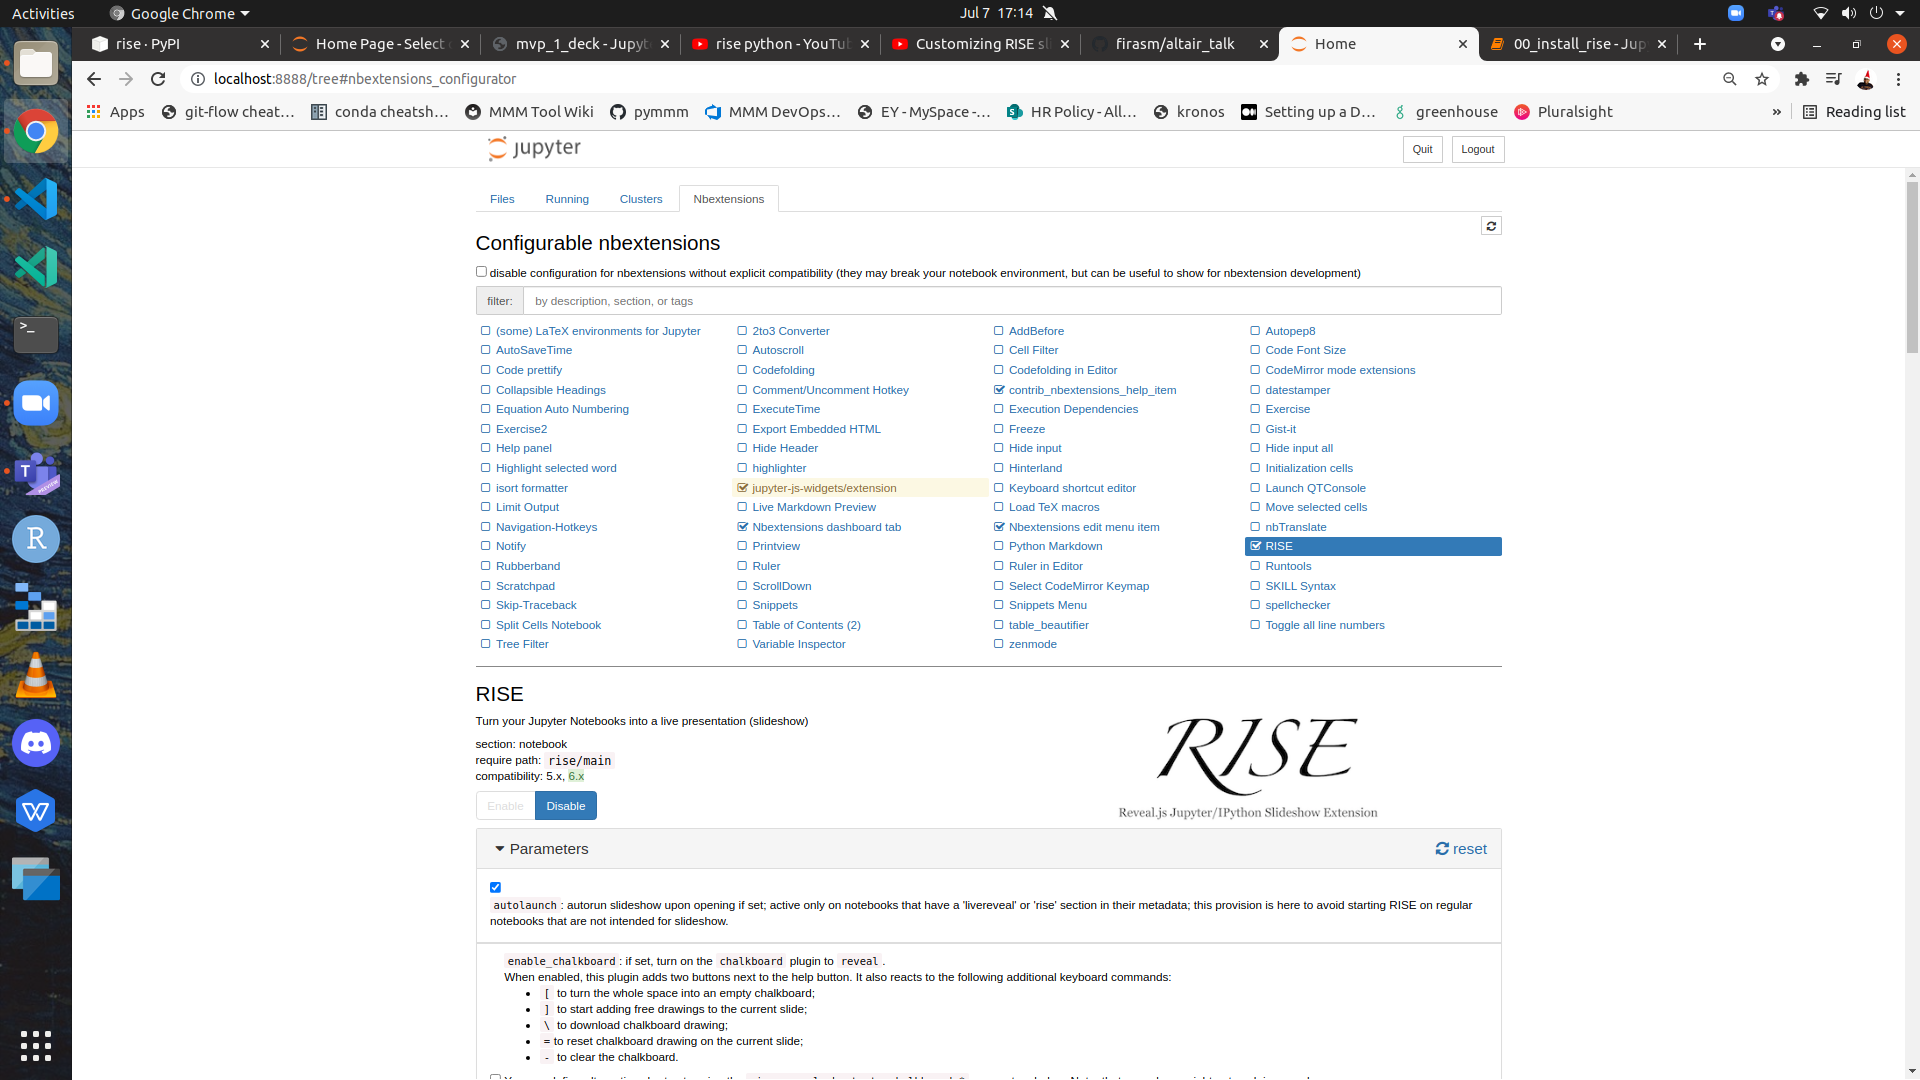 Activities
Google Chrome
Jul 7 17:14
rise · PyPI
Home Page - Select
mvp_1_deck - Jupyt
rise python - YouTu
Customizing RISE sl
firasm/altair_talk
Home
00_install_rise - Jup
localhost:8888/tree#nbextensions_configurator
Apps
git-flow cheat…
conda cheatsh…
MMM Tool Wiki
pymmm
MMM DevOps…
EY - MySpace -…
HR Policy - All…
kronos
Setting up a D…
greenhouse
Pluralsight
»
Reading list
jupyter
Quit
Logout
Files
Running
Clusters
Nbextensions
Configurable nbextensions
disable configuration for nbextensions without explicit compatibility (they may break your notebook environment, but can be useful to show for nbextension development)
filter:
by description, section, or tags
(some) LaTeX environments for Jupyter
2to3 Converter
AddBefore
Autopep8
AutoSaveTime
Autoscroll
Cell Filter
Code Font Size
Code prettify
Codefolding
Codefolding in Editor
CodeMirror mode extensions
Collapsible Headings
Comment/Uncomment Hotkey
contrib_nbextensions_help_item
datestamper
Equation Auto Numbering
ExecuteTime
Execution Dependencies
Exercise
Exercise2
Export Embedded HTML
Freeze
Gist-it
Help panel
Hide Header
Hide input
Hide input all
Highlight selected word
highlighter
Hinterland
Initialization cells
isort formatter
jupyter-js-widgets/extension
Keyboard shortcut editor
Launch QTConsole
Limit Output
Live Markdown Preview
Load TeX macros
Move selected cells
Navigation-Hotkeys
Nbextensions dashboard tab
Nbextensions edit menu item
nbTranslate
Notify
Printview
Python Markdown
RISE
Rubberband
Ruler
Ruler in Editor
Runtools
Scratchpad
ScrollDown
Select CodeMirror Keymap
SKILL Syntax
Skip-Traceback
Snippets
Snippets Menu
spellchecker
Split Cells Notebook
Table of Contents (2)
table_beautifier
Toggle all line numbers
Tree Filter
Variable Inspector
zenmode
RISE
Turn your Jupyter Notebooks into a live presentation (slideshow)
section: notebook
require path: rise/main
compatibility: 5.x, 6.x
Enable
Disable
RISE
Reveal.js Jupyter/IPython Slideshow Extension
Parameters
reset
autolaunch : autorun slideshow upon opening if set; active only on notebooks that have a 'livereveal' or 'rise' section in their metadata; this provision is here to avoid starting RISE on regular
notebooks that are not intended for slideshow.
enable_chalkboard : if set, turn on the chalkboard plugin to reveal .
When enabled, this plugin adds two buttons next to the help button. It also reacts to the following additional keyboard commands:
• [ to turn the whole space into an empty chalkboard;
• ] to start adding free drawings to the current slide;
• \ to download chalkboard drawing;
• = to reset chalkboard drawing on the current slide;
• - to clear the chalkboard.